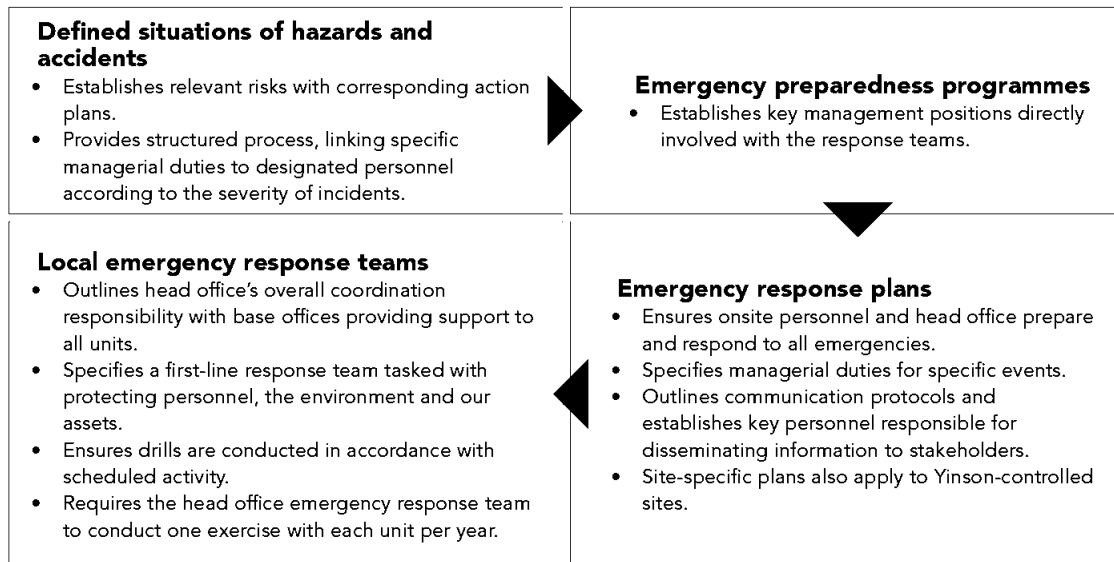 Defined situations of hazards and
accidents
• Establishes relevant risks with corresponding action
plans.
• Provides structured process, linking specific
managerial duties to designated personnel
according to the severity of incidents.
Emergency preparedness programmes
• Establishes key management positions directly
involved with the response teams.
Emergency response plans
• Ensures onsite personnel and head office prepare
and respond to all emergencies.
• Specifies managerial duties for specific events.
• Outlines communication protocols and
establishes key personnel responsible for
disseminating information to stakeholders.
• Site-specific plans also apply to Yinson-controlled
sites.
Local emergency response teams
• Outlines head office's overall coordination
responsibility with base offices providing support to
all units.
• Specifies a first-line response team tasked with
protecting personnel, the environment and our
assets.
• Ensures drills are conducted in accordance with
scheduled activity.
• Requires the head office emergency response team
to conduct one exercise with each unit per year.